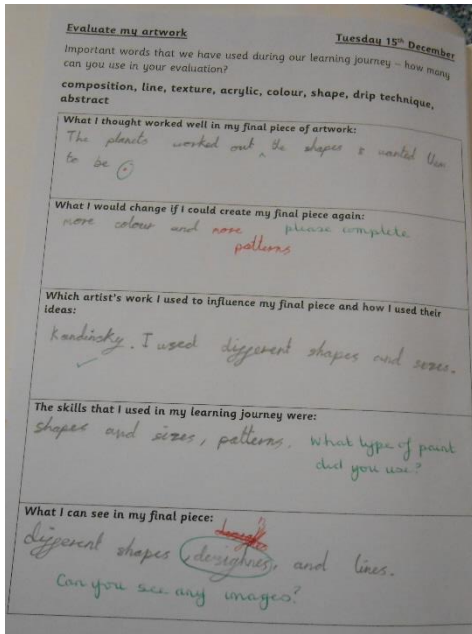 Evaluate my artwork
Tuesday 15th December
Important words that we have used during our learning journey – how many
can you use in your evaluation?
composition, line, texture, acrylic, colour, shape, drip technique,
abstract
What I thought worked well in my final piece of artwork:
The planets worked out ^ the shapes I wanted them
to be .
What I would change if I could create my final piece again:
more colour and more please complete
patterns
Which artist's work I used to influence my final piece and how I used their
ideas:
Kandinsky. I used different shapes and sizes.
The skills that I used in my learning journey were:
shapes and sizes, patterns. What type of paint
did you use?
What I can see in my final piece:
different shapes, desighnes, and lines.
Can you see any images?